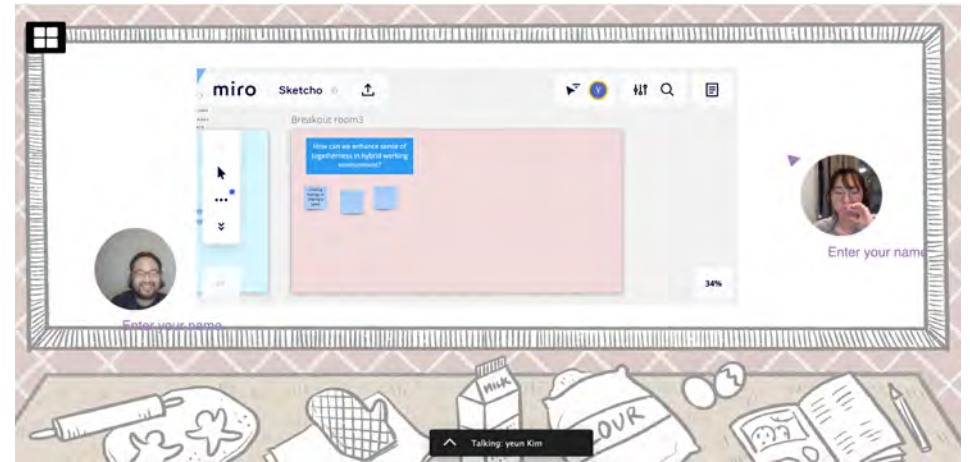 miro Sketcho
Breakout room3
Y
How can we enhance sense of
togetherness in hybrid working
environment?
34%
Enter your name
Enter your name
MILK
FLOUR
Talking: yeun Kim